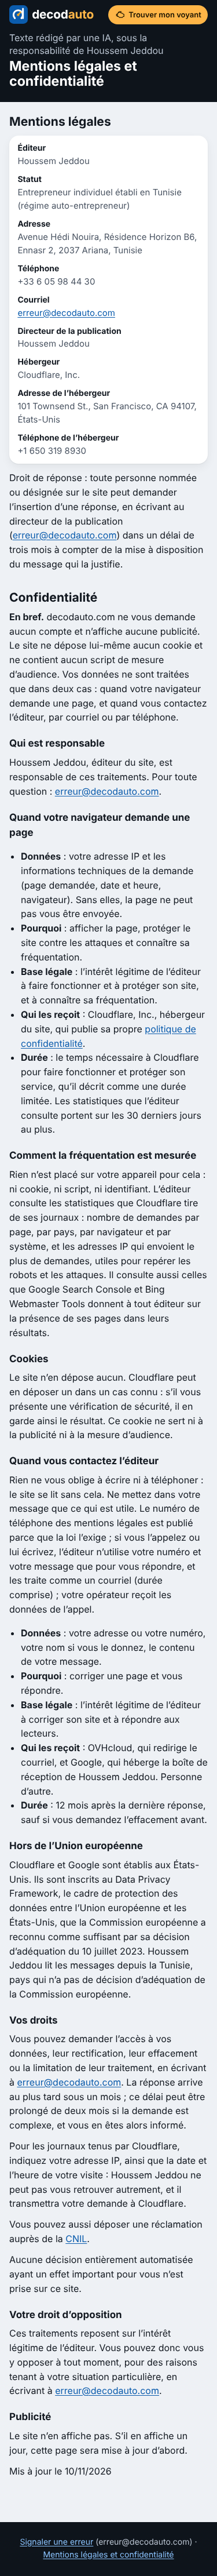 decodauto
Trouver mon voyant
Texte rédigé par une IA, sous la
responsabilité de Houssem Jeddou
Mentions légales et
confidentialité
Mentions légales
Éditeur
Houssem Jeddou
Statut
Entrepreneur individuel établi en Tunisie
(régime auto-entrepreneur)
Adresse
Avenue Hédi Nouira, Résidence Horizon B6,
Ennasr 2, 2037 Ariana, Tunisie
Téléphone
+33 6 05 98 44 30
Courriel
erreur@decodauto.com
Directeur de la publication
Houssem Jeddou
Hébergeur
Cloudflare, Inc.
Adresse de l’hébergeur
101 Townsend St., San Francisco, CA 94107,
États-Unis
Téléphone de l’hébergeur
+1 650 319 8930
Droit de réponse : toute personne nommée
ou désignée sur le site peut demander
l’insertion d’une réponse, en écrivant au
directeur de la publication
(erreur@decodauto.com) dans un délai de
trois mois à compter de la mise à disposition
du message qui la justifie.
Confidentialité
En bref. decodauto.com ne vous demande
aucun compte et n’affiche aucune publicité.
Le site ne dépose lui-même aucun cookie et
ne contient aucun script de mesure
d’audience. Vos données ne sont traitées
que dans deux cas : quand votre navigateur
demande une page, et quand vous contactez
l’éditeur, par courriel ou par téléphone.
Qui est responsable
Houssem Jeddou, éditeur du site, est
responsable de ces traitements. Pour toute
question : erreur@decodauto.com.
Quand votre navigateur demande une
page
• Données : votre adresse IP et les
informations techniques de la demande
(page demandée, date et heure,
navigateur). Sans elles, la page ne peut
pas vous être envoyée.
• Pourquoi : afficher la page, protéger le
site contre les attaques et connaître sa
fréquentation.
• Base légale : l’intérêt légitime de l’éditeur
à faire fonctionner et à protéger son site,
et à connaître sa fréquentation.
• Qui les reçoit : Cloudflare, Inc., hébergeur
du site, qui publie sa propre politique de
confidentialité.
• Durée : le temps nécessaire à Cloudflare
pour faire fonctionner et protéger son
service, qu’il décrit comme une durée
limitée. Les statistiques que l’éditeur
consulte portent sur les 30 derniers jours
au plus.
Comment la fréquentation est mesurée
Rien n’est placé sur votre appareil pour cela :
ni cookie, ni script, ni identifiant. L’éditeur
consulte les statistiques que Cloudflare tire
de ses journaux : nombre de demandes par
page, par pays, par navigateur et par
système, et les adresses IP qui envoient le
plus de demandes, utiles pour repérer les
robots et les attaques. Il consulte aussi celles
que Google Search Console et Bing
Webmaster Tools donnent à tout éditeur sur
la présence de ses pages dans leurs
résultats.
Cookies
Le site n’en dépose aucun. Cloudflare peut
en déposer un dans un cas connu : s’il vous
présente une vérification de sécurité, il en
garde ainsi le résultat. Ce cookie ne sert ni à
la publicité ni à la mesure d’audience.
Quand vous contactez l’éditeur
Rien ne vous oblige à écrire ni à téléphoner :
le site se lit sans cela. Ne mettez dans votre
message que ce qui est utile. Le numéro de
téléphone des mentions légales est publié
parce que la loi l’exige ; si vous l’appelez ou
lui écrivez, l’éditeur n’utilise votre numéro et
votre message que pour vous répondre, et
les traite comme un courriel (durée
comprise) ; votre opérateur reçoit les
données de l’appel.
• Données : votre adresse ou votre numéro,
votre nom si vous le donnez, le contenu
de votre message.
• Pourquoi : corriger une page et vous
répondre.
• Base légale : l’intérêt légitime de l’éditeur
à corriger son site et à répondre aux
lecteurs.
• Qui les reçoit : OVHcloud, qui redirige le
courriel, et Google, qui héberge la boîte de
réception de Houssem Jeddou. Personne
d’autre.
• Durée : 12 mois après la dernière réponse,
sauf si vous demandez l’effacement avant.
Hors de l’Union européenne
Cloudflare et Google sont établis aux États-
Unis. Ils sont inscrits au Data Privacy
Framework, le cadre de protection des
données entre l’Union européenne et les
États-Unis, que la Commission européenne a
reconnu comme suffisant par sa décision
d’adéquation du 10 juillet 2023. Houssem
Jeddou lit les messages depuis la Tunisie,
pays qui n’a pas de décision d’adéquation de
la Commission européenne.
Vos droits
Vous pouvez demander l’accès à vos
données, leur rectification, leur effacement
ou la limitation de leur traitement, en écrivant
à erreur@decodauto.com. La réponse arrive
au plus tard sous un mois ; ce délai peut être
prolongé de deux mois si la demande est
complexe, et vous en êtes alors informé.
Pour les journaux tenus par Cloudflare,
indiquez votre adresse IP, ainsi que la date et
l’heure de votre visite : Houssem Jeddou ne
peut pas vous retrouver autrement, et il
transmettra votre demande à Cloudflare.
Vous pouvez aussi déposer une réclamation
auprès de la CNIL.
Aucune décision entièrement automatisée
ayant un effet important pour vous n’est
prise sur ce site.
Votre droit d’opposition
Ces traitements reposent sur l’intérêt
légitime de l’éditeur. Vous pouvez donc vous
y opposer à tout moment, pour des raisons
tenant à votre situation particulière, en
écrivant à erreur@decodauto.com.
Publicité
Le site n’en affiche pas. S’il en affiche un
jour, cette page sera mise à jour d’abord.
Mis à jour le 10/11/2026
Signaler une erreur (erreur@decodauto.com) ·
Mentions légales et confidentialité